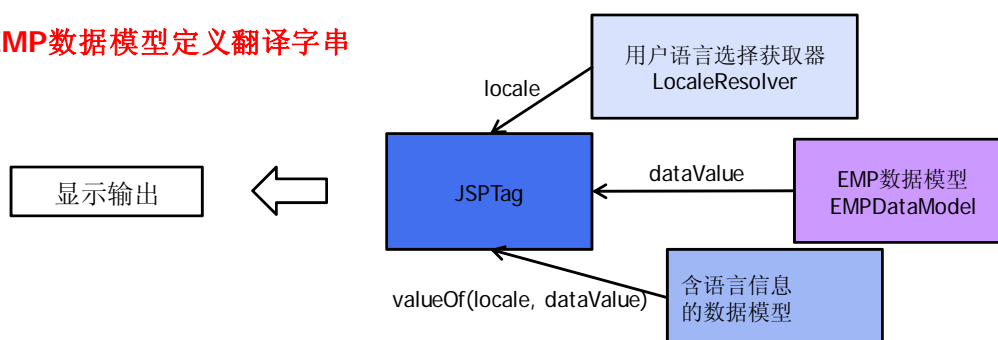 EMP数据模型定义翻译字串
用户语言选择获取器
LocaleResolver
locale
显示输出
JSPTag
dataValue
EMP数据模型
EMPDataModel
valueOf(locale, dataValue)
含语言信息
的数据模型